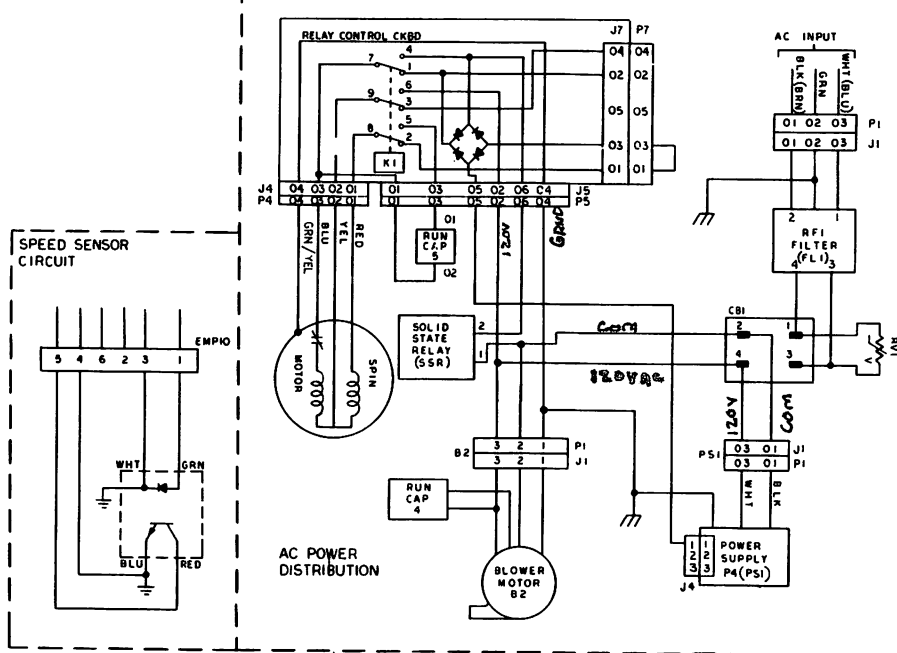 RELAY CONTROL CKBD
J7 P7
4
7 1
6
9 3
5
8 2
K1
04 04
02 02
05 05
03 03
01 01
AC INPUT
BLK(BRN)
GRN
WHT(BLU)
01 02 03 P1
01 02 03 J1
2 1
RFI
FILTER
(FL1)
4 3
J4 04 03 02 01
P4 04 03 02 01
01 03 05 02 06 04 J5
01 03 05 02 06 04 P5
GRN/YEL
BLU
YEL
RED
01
RUN
CAP
5
02
120V
GRND
SPEED SENSOR
CIRCUIT
EMP10
5 4 6 2 3 1
WHT GRN
BLU RED
MOTOR
SPIN
SOLID
STATE
RELAY
(SSR)
2
1
COM
120VAC
CB1
2 1
4 3
V
RV1
120V
COM
B2
3 2 1 P1
3 2 1 J1
PS1
03 01 J1
03 01 P1
WHT
BLK
RUN
CAP
4
AC POWER
DISTRIBUTION
BLOWER
MOTOR
B2
1 1
2 2
3 3
J4
POWER
SUPPLY
P4(PS1)